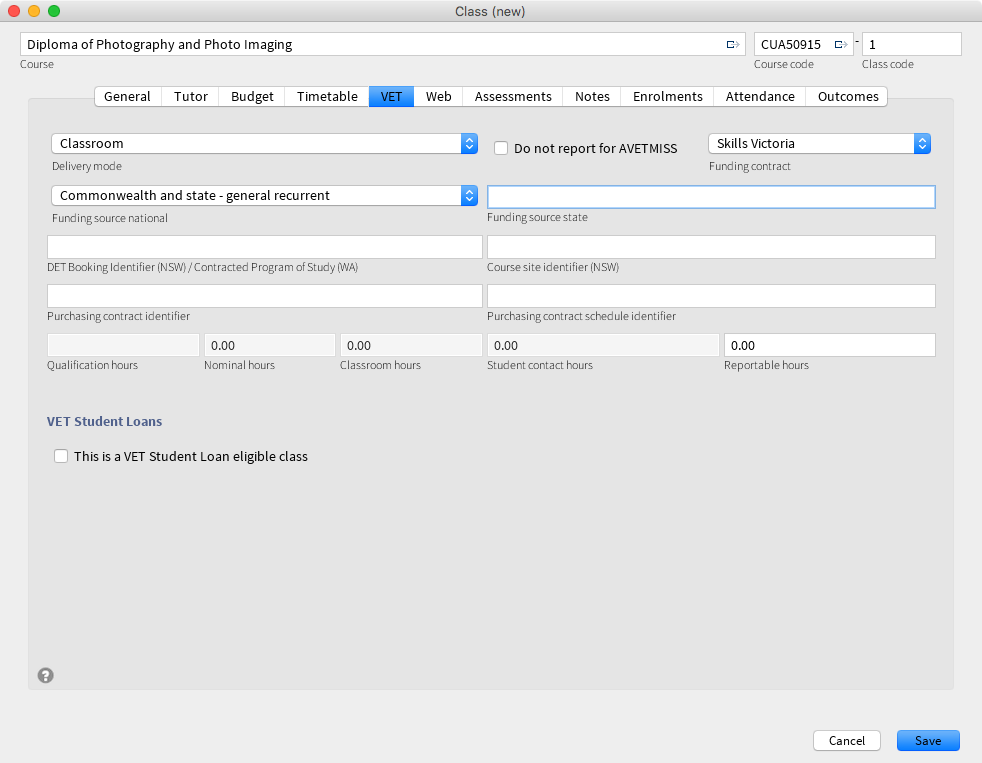 Class (new)
Diploma of Photography and Photo Imaging
CUA50915 - 1
Course
Course code
Class code
General Tutor Budget Timetable VET Web Assessments Notes Enrolments Attendance Outcomes
Classroom
Do not report for AVETMISS
Skills Victoria
Delivery mode
Funding contract
Commonwealth and state - general recurrent
Funding source national
Funding source state
DET Booking Identifier (NSW) / Contracted Program of Study (WA)
Course site identifier (NSW)
Purchasing contract identifier
Purchasing contract schedule identifier
0.00 0.00 0.00 0.00
Qualification hours Nominal hours Classroom hours Student contact hours Reportable hours
VET Student Loans
This is a VET Student Loan eligible class
?
Cancel Save